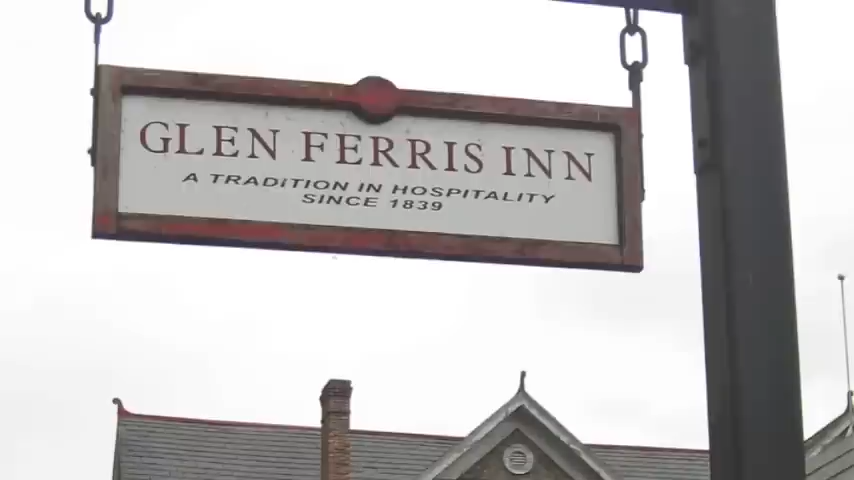 GLEN FERRIS INN
A TRADITION IN HOSPITALITY
SINCE 1839